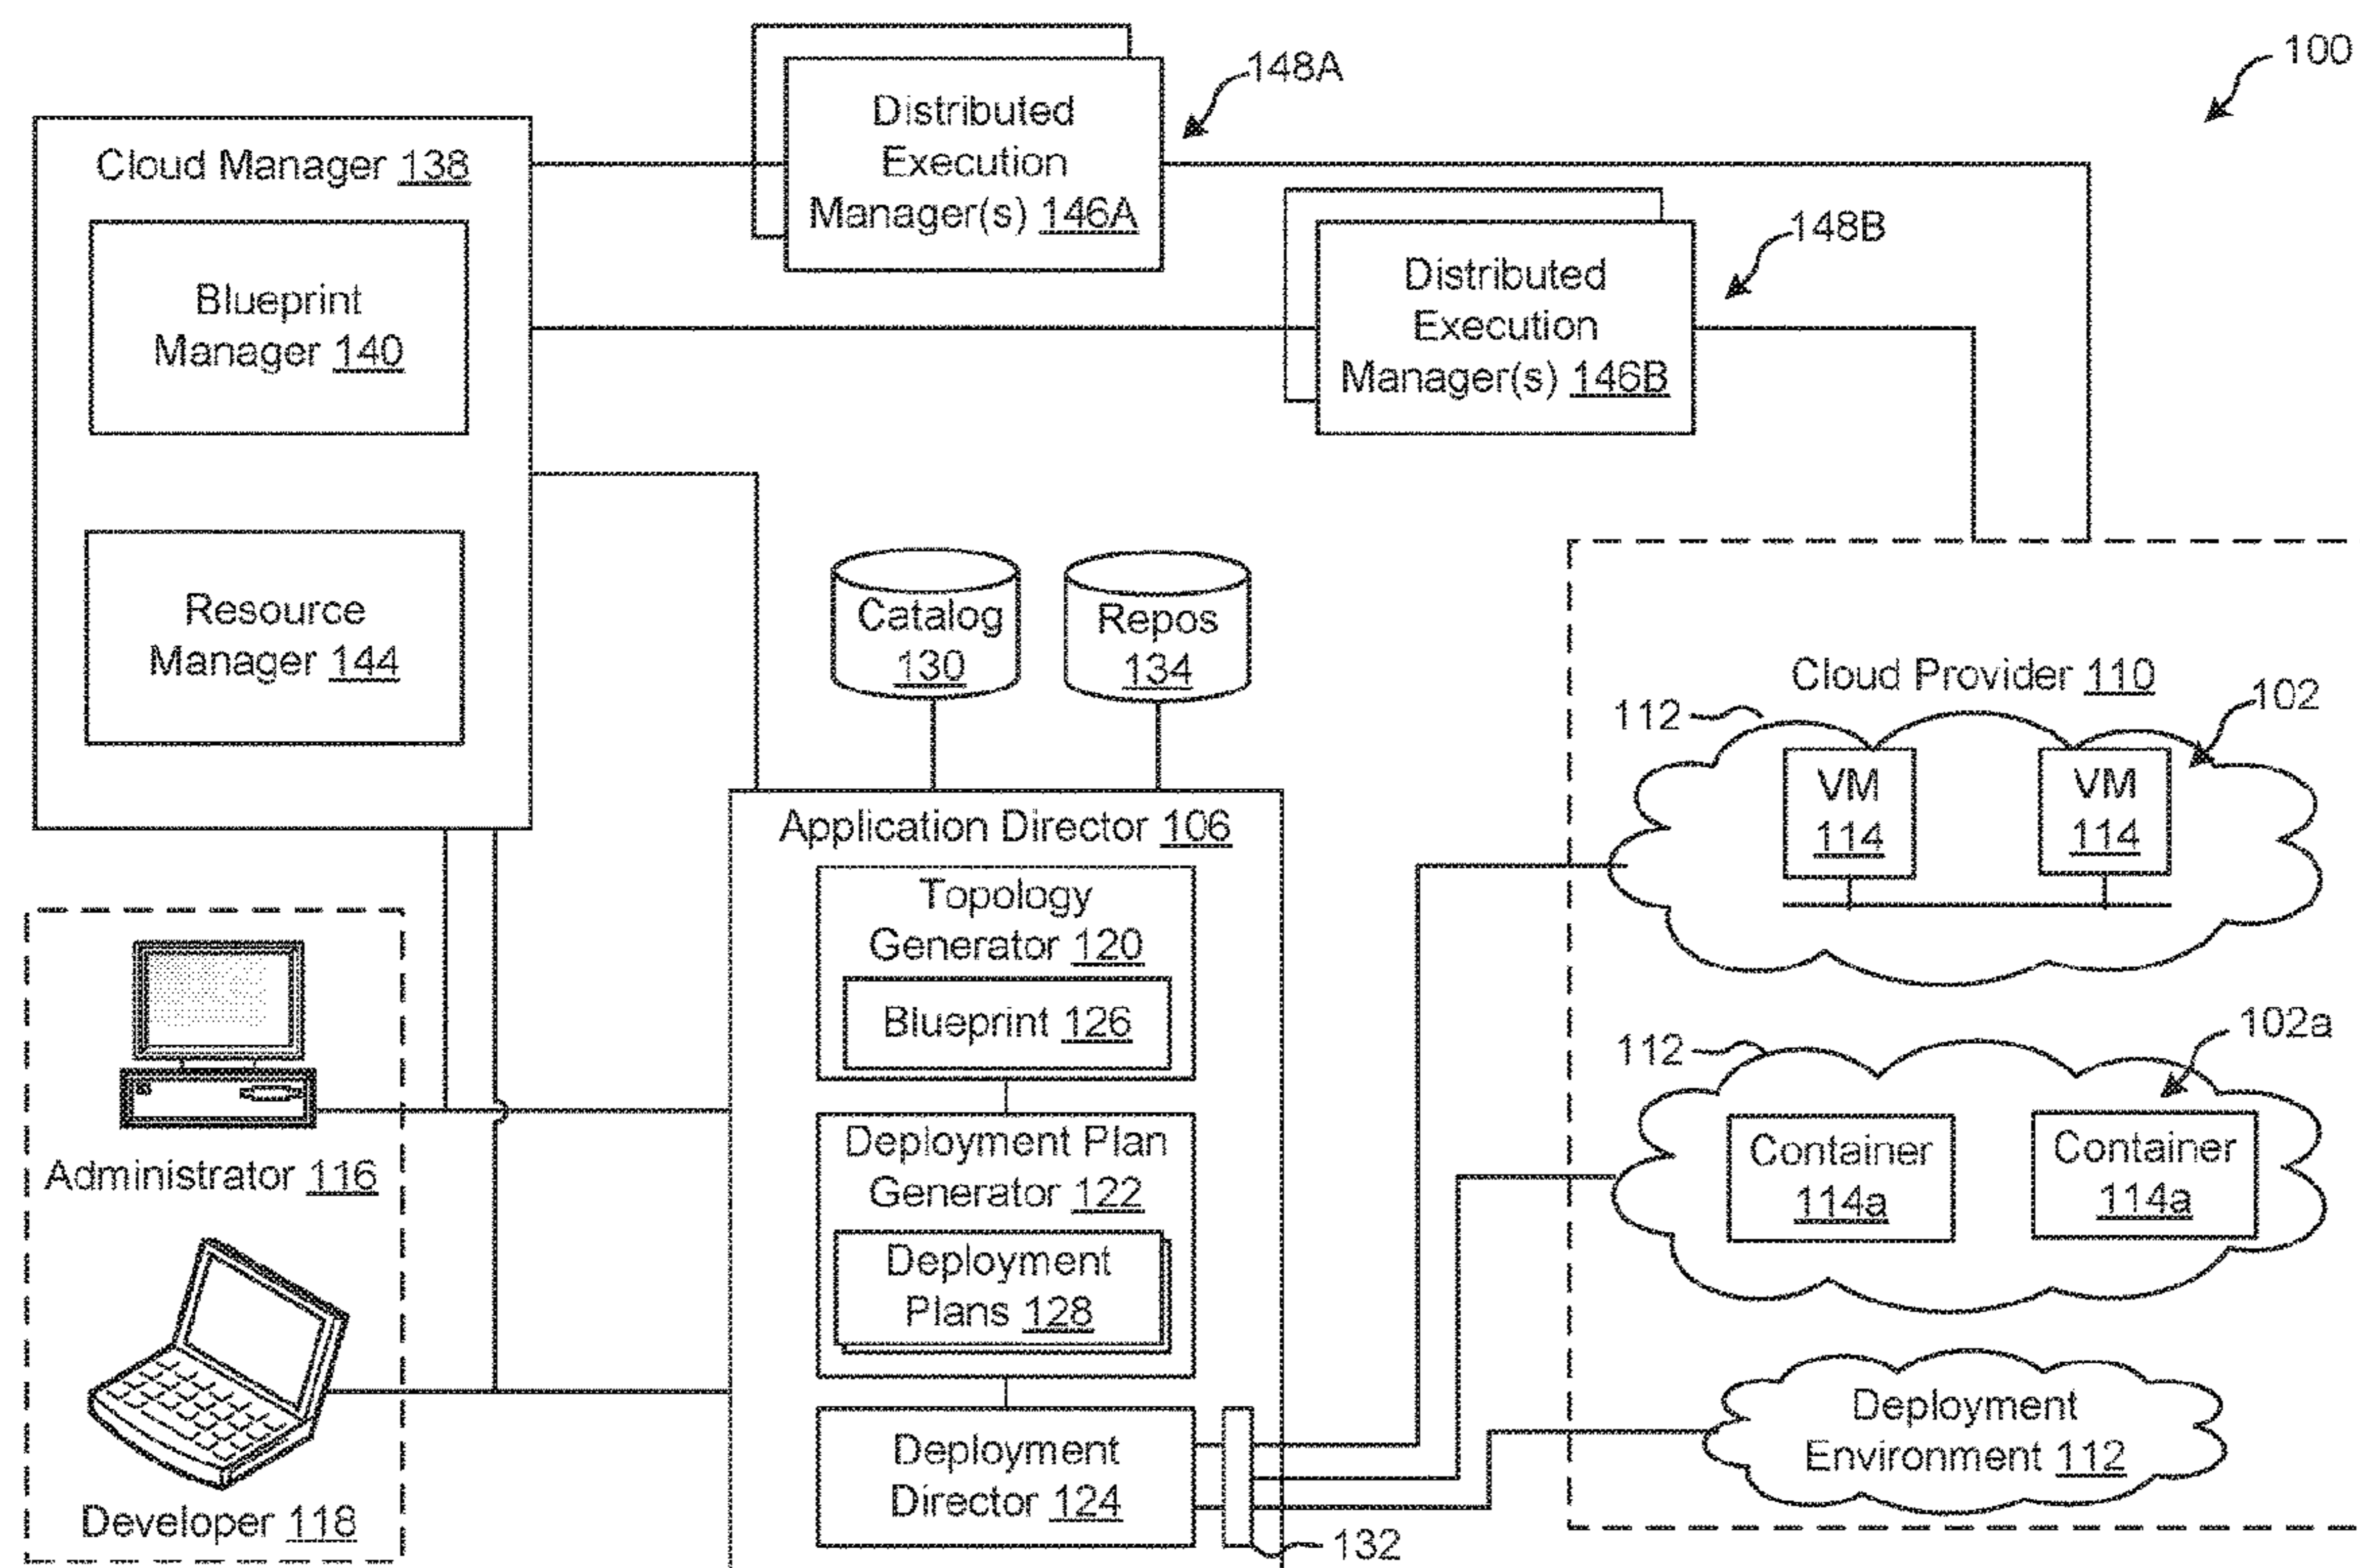 100
148A
Distributed
Execution
Manager(s) 146A
Cloud Manager 138
Blueprint
Manager 140
148B
Distributed
Execution
Manager(s) 146B
Resource
Manager 144
Catalog
130
Repos
134
Cloud Provider 110
112
102
VM
114
VM
114
Application Director 106
Topology
Generator 120
Blueprint 126
112
102a
Container
114a
Container
114a
Administrator 116
Deployment Plan
Generator 122
Deployment
Plans 128
Deployment
Environment 112
Developer 118
Deployment
Director 124
132